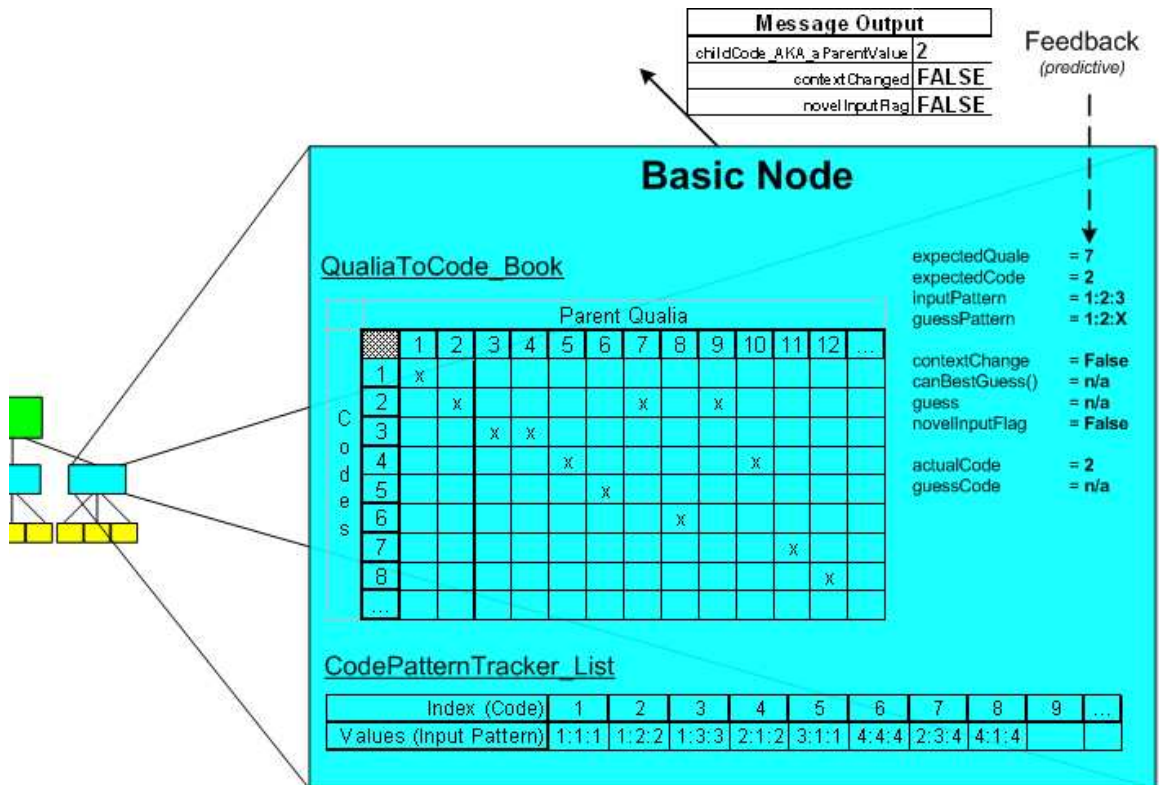 Message Output
childCode_AKA_aParentValue 2
contextChanged FALSE
novelInputFlag FALSE
Feedback
(predictive)
Basic Node
QualiaToCode_Book
Parent Qualia
1 2 3 4 5 6 7 8 9 10 11 12 ...
Codes
1 x
2 x x x
3 x x
4 x x
5 x
6 x
7 x
8 x
...
expectedQuale = 7
expectedCode = 2
inputPattern = 1:2:3
guessPattern = 1:2:X
contextChange = False
canBestGuess() = n/a
guess = n/a
novelInputFlag = False
actualCode = 2
guessCode = n/a
CodePatternTracker_List
Index (Code) 1 2 3 4 5 6 7 8 9 ...
Values (Input Pattern) 1:1:1 1:2:2 1:3:3 2:1:2 3:1:1 4:4:4 2:3:4 4:1:4